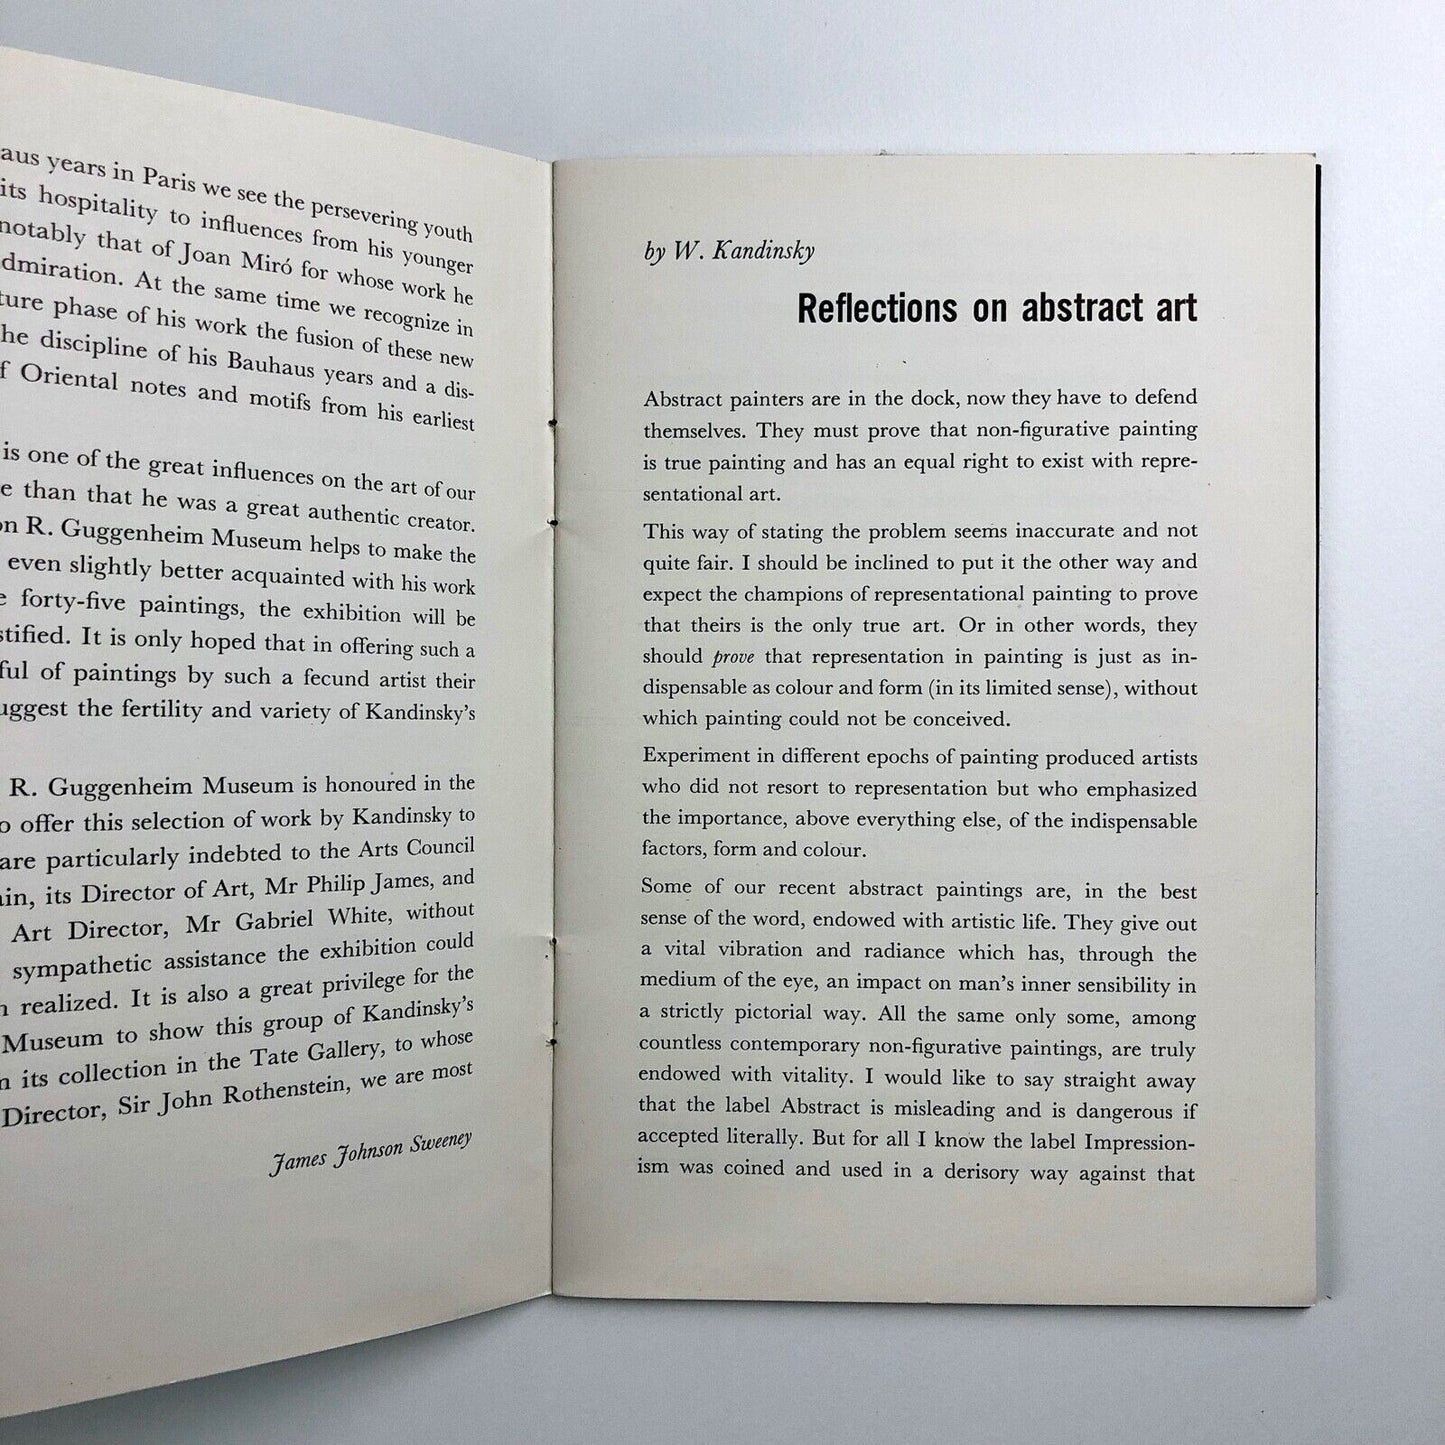 aus years in Paris we see the persevering youth
its hospitality to influences from his younger
notably that of Joan Miró for whose work he
dmiration. At the same time we recognize in
ture phase of his work the fusion of these new
he discipline of his Bauhaus years and a dis-
f Oriental notes and motifs from his earliest
is one of the great influences on the art of our
e than that he was a great authentic creator.
on R. Guggenheim Museum helps to make the
even slightly better acquainted with his work
e forty-five paintings, the exhibition will be
stified. It is only hoped that in offering such a
ful of paintings by such a fecund artist their
uggest the fertility and variety of Kandinsky's
R. Guggenheim Museum is honoured in the
o offer this selection of work by Kandinsky to
are particularly indebted to the Arts Council
ain, its Director of Art, Mr Philip James, and
Art Director, Mr Gabriel White, without
sympathetic assistance the exhibition could
n realized. It is also a great privilege for the
Museum to show this group of Kandinsky's
n its collection in the Tate Gallery, to whose
Director, Sir John Rothenstein, we are most
James Johnson Sweeney
by W. Kandinsky
Reflections on abstract art
Abstract painters are in the dock, now they have to defend
themselves. They must prove that non-figurative painting
is true painting and has an equal right to exist with repre-
sentational art.
This way of stating the problem seems inaccurate and not
quite fair. I should be inclined to put it the other way and
expect the champions of representational painting to prove
that theirs is the only true art. Or in other words, they
should prove that representation in painting is just as in-
dispensable as colour and form (in its limited sense), without
which painting could not be conceived.
Experiment in different epochs of painting produced artists
who did not resort to representation but who emphasized
the importance, above everything else, of the indispensable
factors, form and colour.
Some of our recent abstract paintings are, in the best
sense of the word, endowed with artistic life. They give out
a vital vibration and radiance which has, through the
medium of the eye, an impact on man's inner sensibility in
a strictly pictorial way. All the same only some, among
countless contemporary non-figurative paintings, are truly
endowed with vitality. I would like to say straight away
that the label Abstract is misleading and is dangerous if
accepted literally. But for all I know the label Impression-
ism was coined and used in a derisory way against that